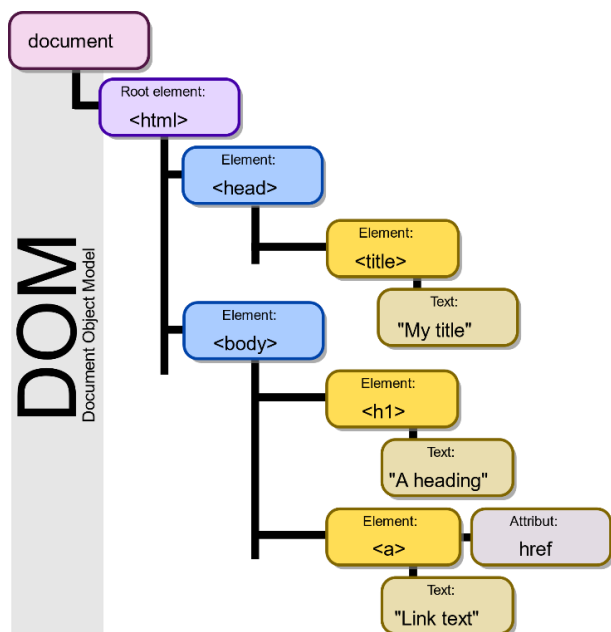 document
Root element:
<html>
Element:
<head>
Element:
<title>
Text:
"My title"
Element:
<body>
Element:
<h1>
Text:
"A heading"
Element:
<a>
Attribut:
href
Text:
"Link text"
DOM
Document Object Model